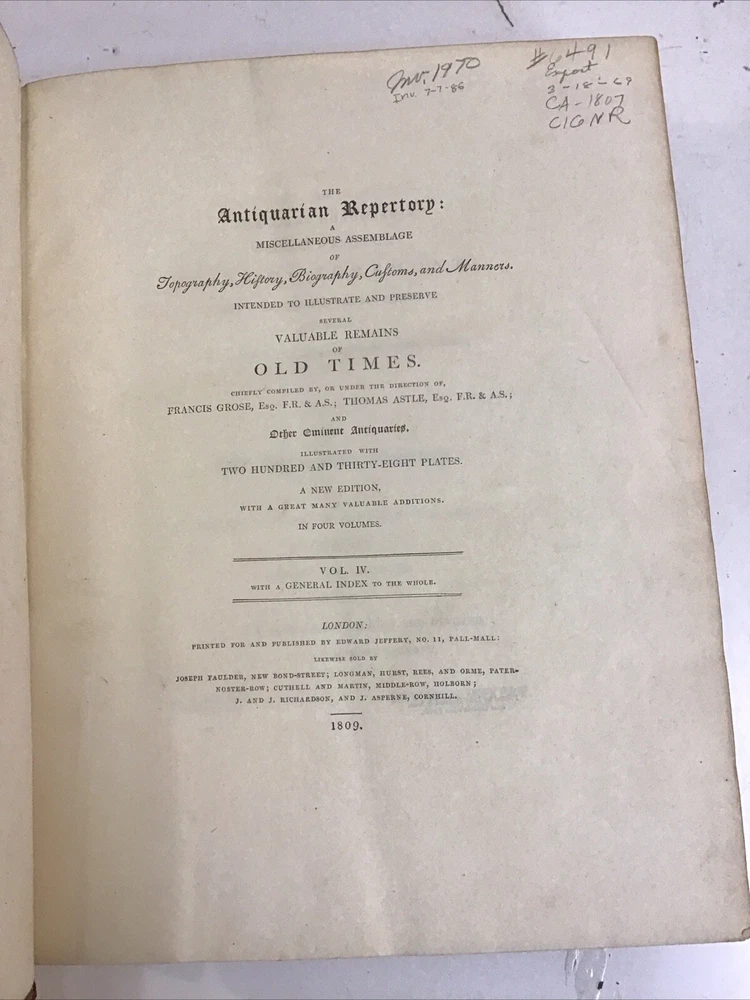 Inv. 1970
Inv. 7-7-86
#6491
Export
3-18-69
CA-1807
CIGNR
THE
Antiquarian Repertory:
A
MISCELLANEOUS ASSEMBLAGE
OF
Topography, Hiſtory, Biography, Cuſtoms, and Manners.
INTENDED TO ILLUSTRATE AND PRESERVE
SEVERAL
VALUABLE REMAINS
OF
OLD TIMES.
CHIEFLY COMPILED BY, OR UNDER THE DIRECTION OF,
FRANCIS GROSE, Esq. F.R. & A.S.; THOMAS ASTLE, Esq. F.R. & A.S.;
AND
Other Eminent Antiquaries.
ILLUSTRATED WITH
TWO HUNDRED AND THIRTY-EIGHT PLATES.
A NEW EDITION,
WITH A GREAT MANY VALUABLE ADDITIONS.
IN FOUR VOLUMES.
VOL. IV.
WITH A GENERAL INDEX TO THE WHOLE.
LONDON:
PRINTED FOR AND PUBLISHED BY EDWARD JEFFERY, NO. 11, PALL-MALL:
LIKEWISE SOLD BY
JOSEPH FAULDER, NEW BOND-STREET; LONGMAN, HURST, REES, AND ORME, PATER-
NOSTER-ROW; CUTHELL AND MARTIN, MIDDLE-ROW, HOLBORN;
J. AND J. RICHARDSON, AND J. ASPERNE, CORNHILL.
1809.